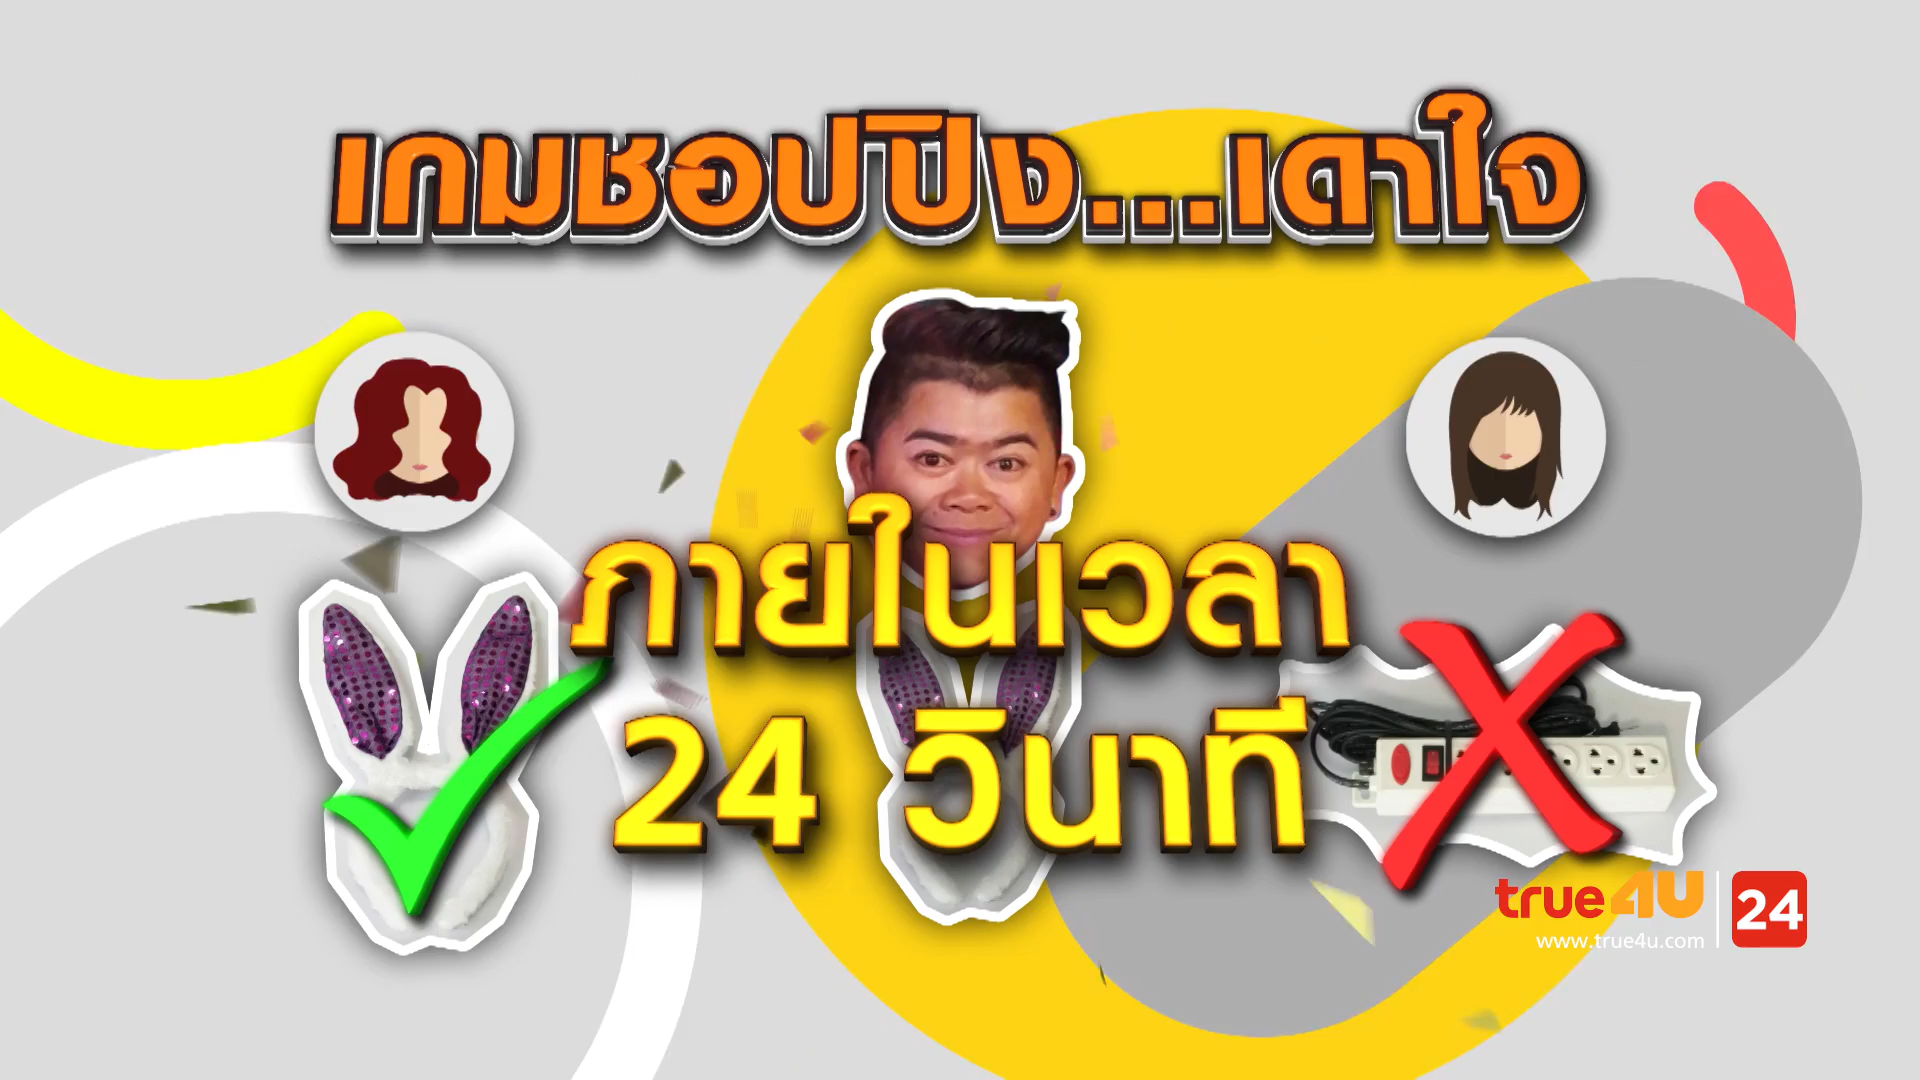 เกมชอปปิง...เดาใจ
ภายในเวลา
24 วินาที
true4U 24
www.true4u.com